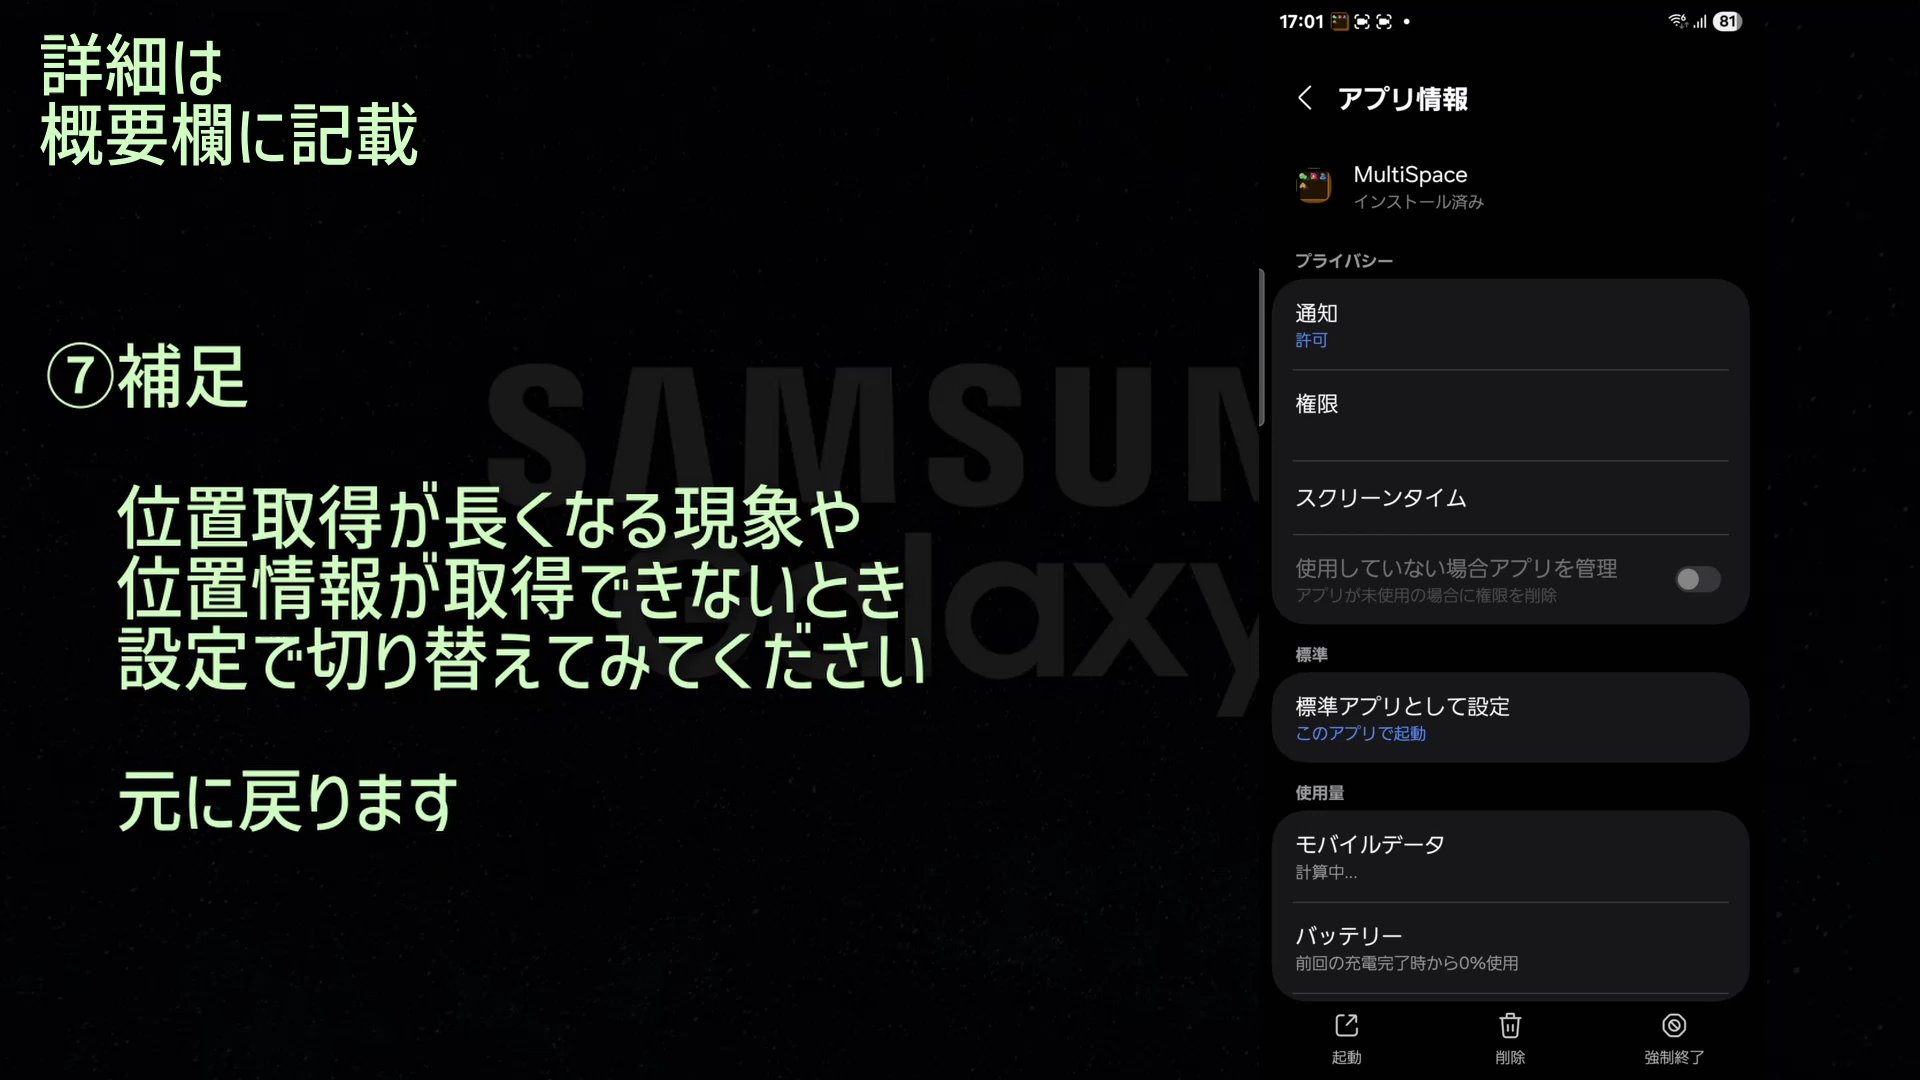 詳細は
概要欄に記載
⑦補足
位置取得が長くなる現象や
位置情報が取得できないとき
設定で切り替えてみてください
元に戻ります
SAMSUN
Galaxy
17:01
81
アプリ情報
MultiSpace
インストール済み
プライバシー
通知
許可
権限
スクリーンタイム
使用していない場合アプリを管理
アプリが未使用の場合に権限を削除
標準
標準アプリとして設定
このアプリで起動
使用量
モバイルデータ
計算中...
バッテリー
前回の充電完了時から0%使用
起動
削除
強制終了